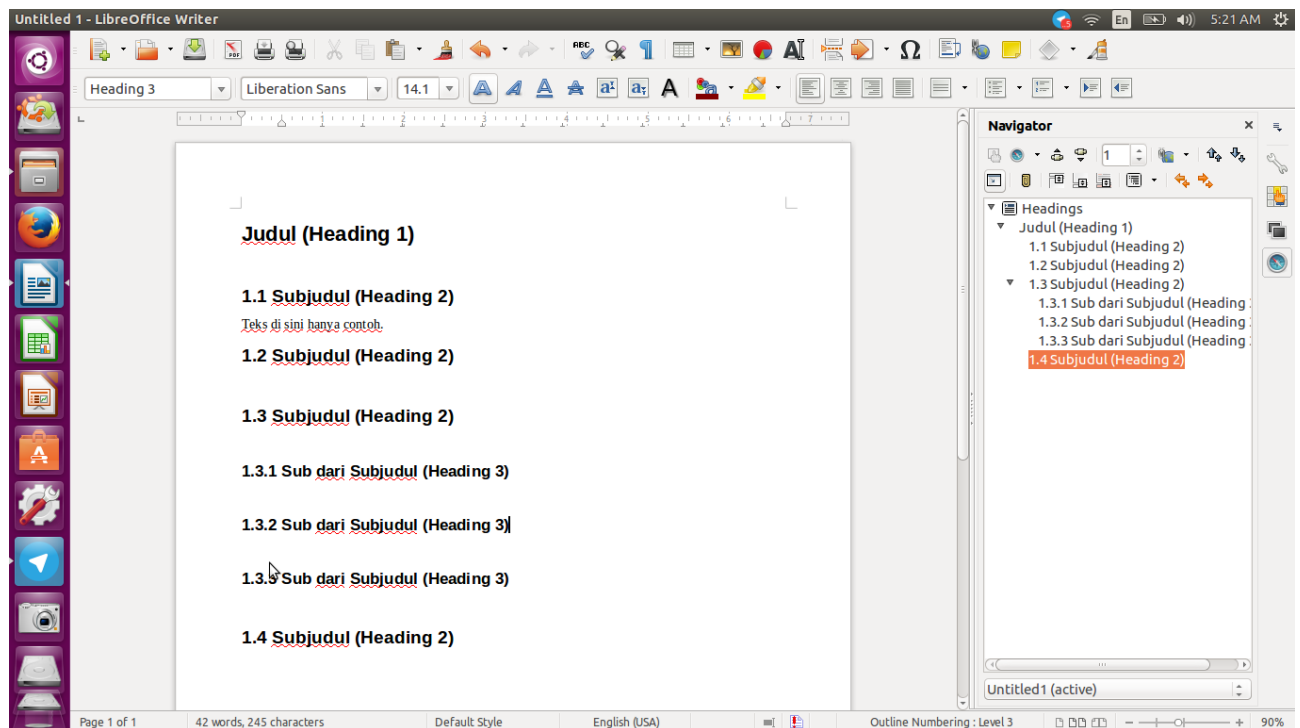 Untitled 1 - LibreOffice Writer
En
5:21 AM
Heading 3
Liberation Sans
14.1
Navigator
1
Headings
Judul (Heading 1)
1.1 Subjudul (Heading 2)
1.2 Subjudul (Heading 2)
1.3 Subjudul (Heading 2)
1.3.1 Sub dari Subjudul (Heading
1.3.2 Sub dari Subjudul (Heading
1.3.3 Sub dari Subjudul (Heading
1.4 Subjudul (Heading 2)
Untitled1 (active)
Judul (Heading 1)
1.1 Subjudul (Heading 2)
Teks di sini hanya contoh.
1.2 Subjudul (Heading 2)
1.3 Subjudul (Heading 2)
1.3.1 Sub dari Subjudul (Heading 3)
1.3.2 Sub dari Subjudul (Heading 3)
1.3.3 Sub dari Subjudul (Heading 3)
1.4 Subjudul (Heading 2)
Page 1 of 1
42 words, 245 characters
Default Style
English (USA)
Outline Numbering : Level 3
90%